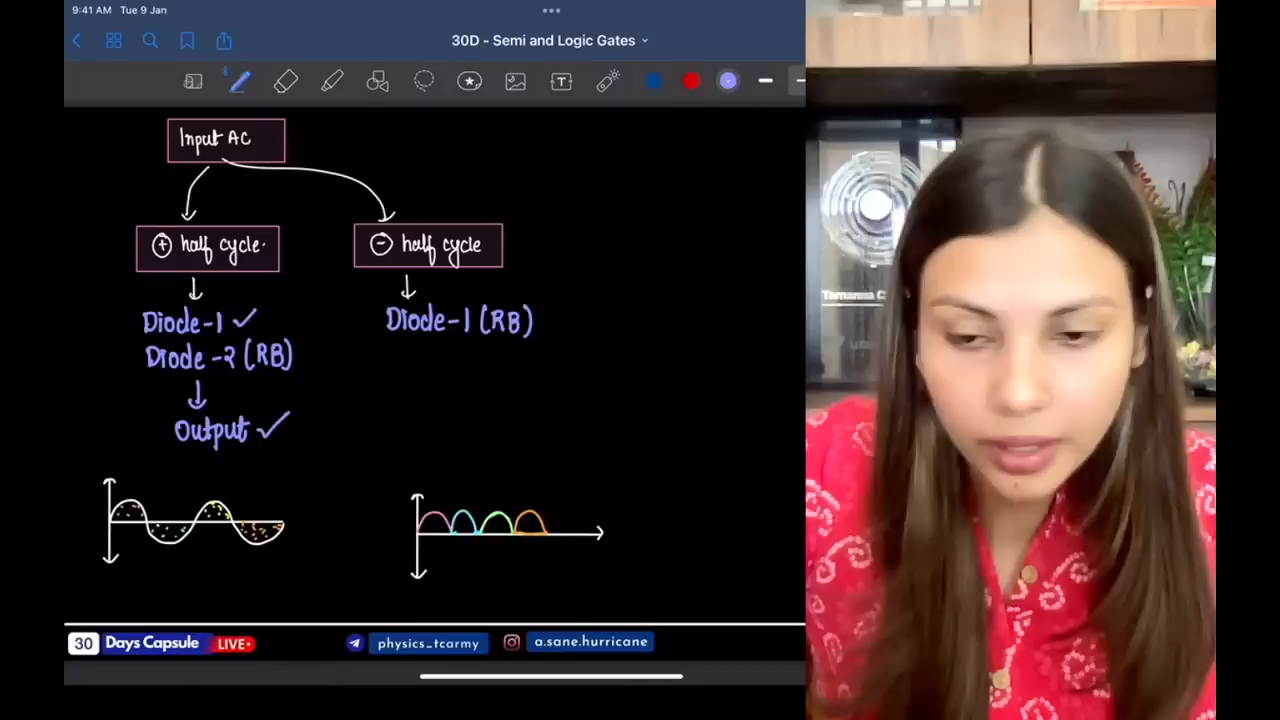 9:41 AM Tue 9 Jan
30D - Semi and Logic Gates
Input AC
+ half cycle
- half cycle
Diode-1 ✓
Diode-2 (RB)
Diode-1 (RB)
Output ✓
30 Days Capsule LIVE
physics_tcarmy
a.sane.hurricane